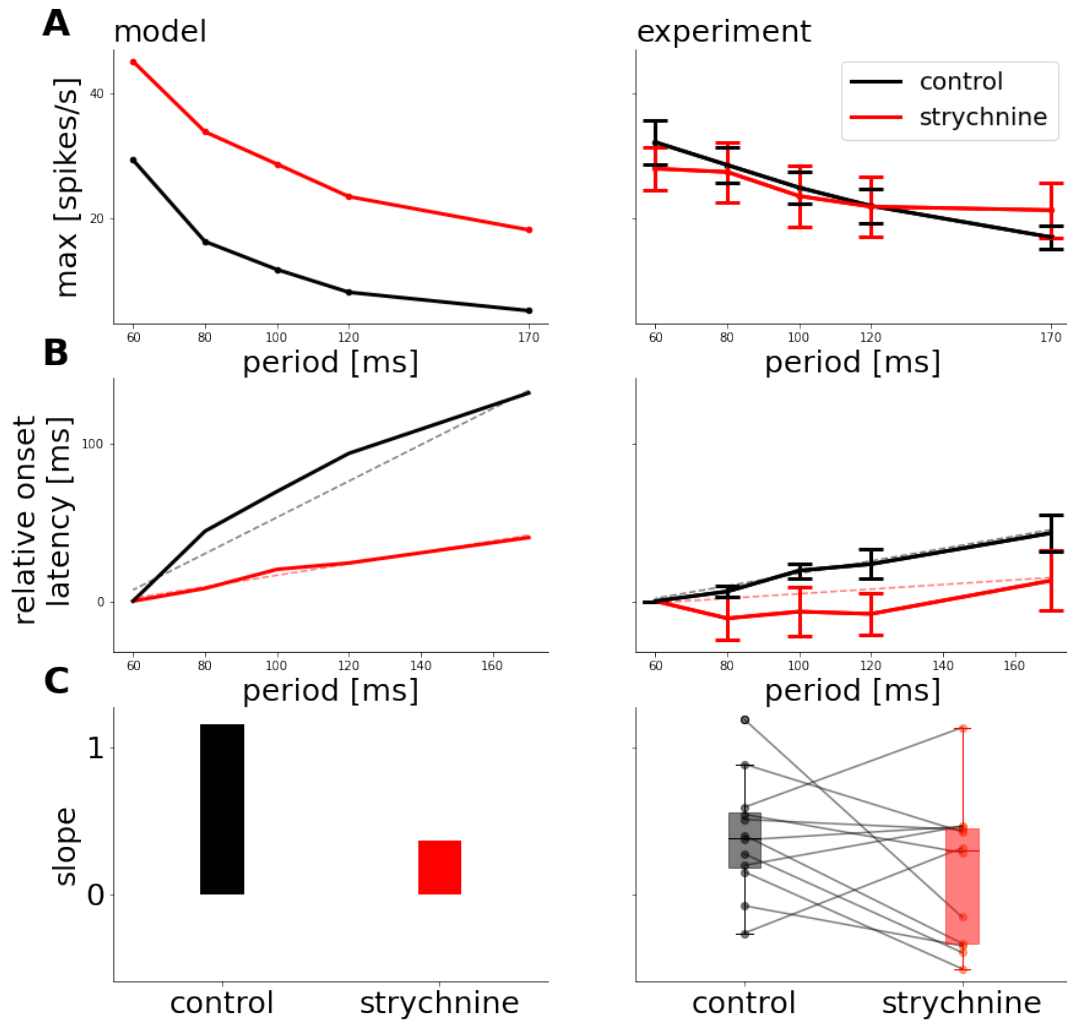 A
model
experiment
max [spikes/s]
40
20
control
strychnine
60 80 100 120 170
60 80 100 120 170
period [ms]
period [ms]
B
relative onset
latency [ms]
100
0
60 80 100 120 140 160
60 80 100 120 140 160
period [ms]
period [ms]
C
slope
1
0
control strychnine
control strychnine